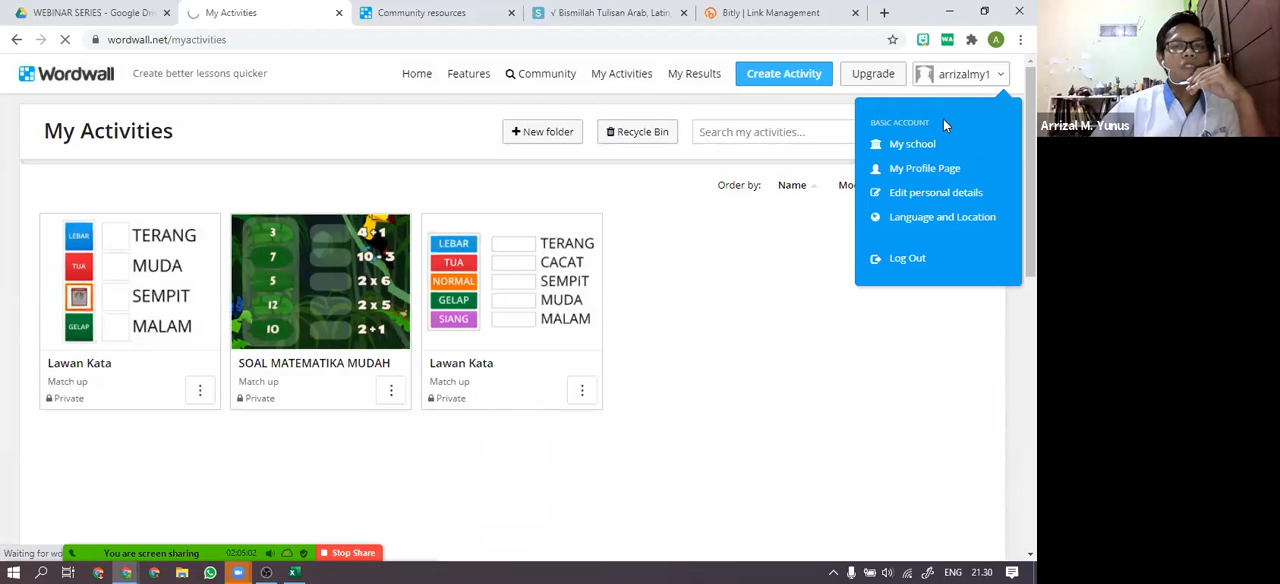 WEBINAR SERIES - Google Dri
My Activities
Community resources
√ Bismillah Tulisan Arab, Latin
Bitly | Link Management
wordwall.net/myactivities
Wordwall
Create better lessons quicker
Home
Features
Community
My Activities
My Results
Create Activity
Upgrade
arrizalmy1
BASIC ACCOUNT
My school
My Profile Page
Edit personal details
Language and Location
Log Out
Arrizal M. Yunus
My Activities
New folder
Recycle Bin
Search my activities...
Order by:
Name
LEBAR TERANG
TUA MUDA
SEMPIT
GELAP MALAM
Lawan Kata
Match up
Private
3 4+1
7 10 - 3
5 2 x 6
12 2 x 5
10 2+1
SOAL MATEMATIKA MUDAH
Match up
Private
LEBAR TERANG
TUA CACAT
NORMAL SEMPIT
GELAP MUDA
SIANG MALAM
Lawan Kata
Match up
Private
You are screen sharing
02:05:02
Stop Share
ENG
21.30